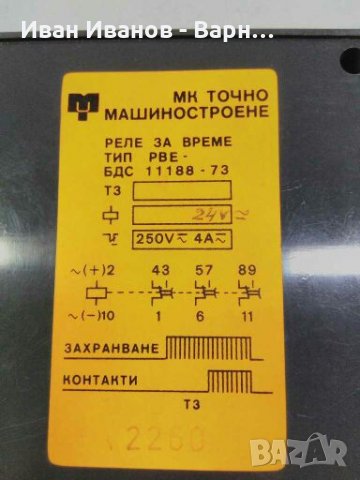 Иван Иванов - Варн...
МК ТОЧНО
МАШИНОСТРОЕНЕ
РЕЛЕ ЗА ВРЕМЕ
ТИП РВЕ-
БДС 11188-73
ТЗ
24V ≂
250V ≂ 4A ≂
~(+)2 43 57 89
~(-)10 1 6 11
ЗАХРАНВАНЕ
КОНТАКТИ
ТЗ
bazar